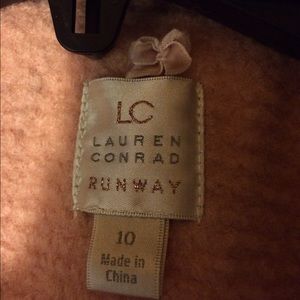 LC
LAUREN
CONRAD
RUNWAY
10
Made in
China